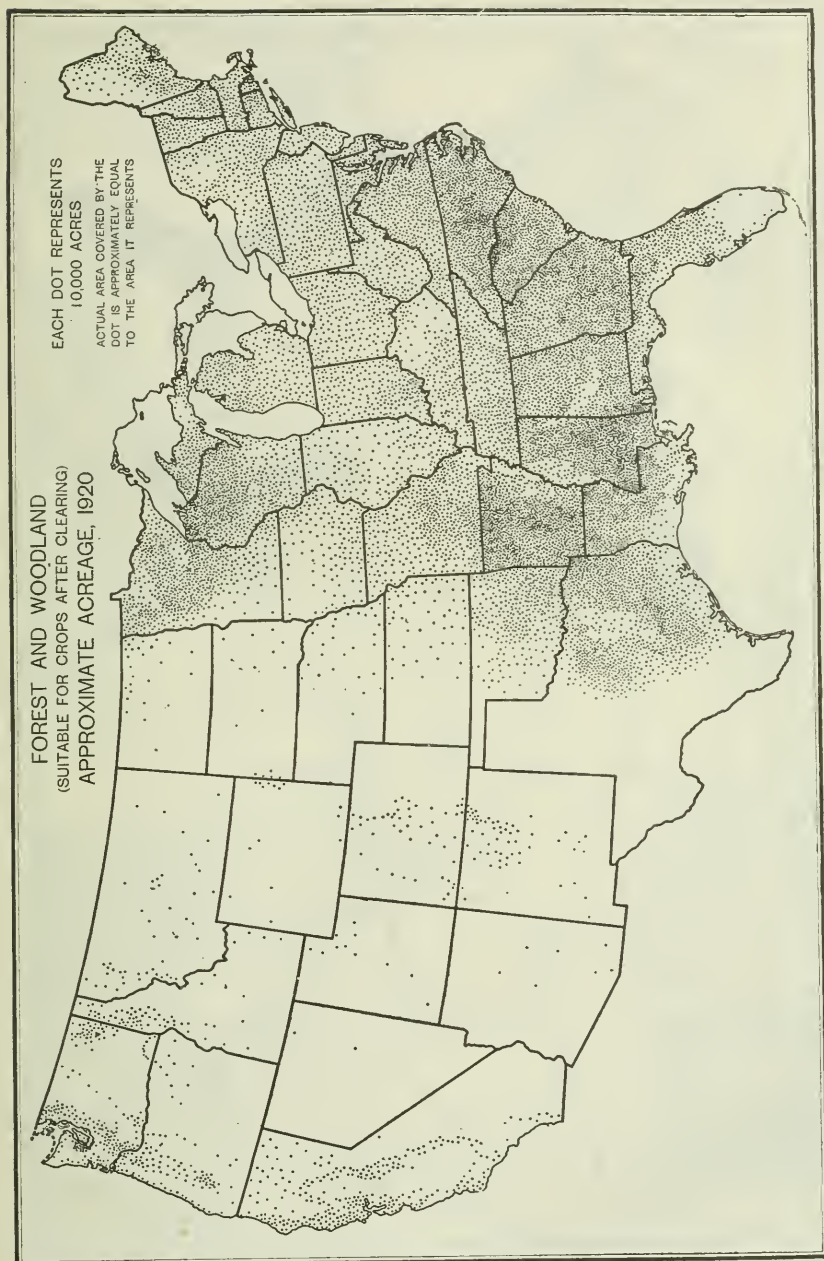 FOREST AND WOODLAND
(SUITABLE FOR CROPS AFTER CLEARING)
APPROXIMATE ACREAGE, 1920
EACH DOT REPRESENTS
10,000 ACRES
ACTUAL AREA COVERED BY THE
DOT IS APPROXIMATELY EQUAL
TO THE AREA IT REPRESENTS